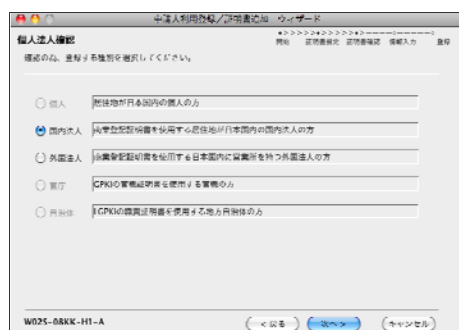 申請人利用登録/証明書追加 ウィザード
個人法人確認
開始 証明書設定 証明書確認 情報入力 登録
確認のため、登録する種別を選択してください。
個人 居住地が日本国内の個人の方
国内法人 商業登記証明書を使用する居住地が日本国内の国内法人の方
外国法人 商業登記証明書を使用する日本国内に営業所を持つ外国法人の方
官庁 GPKIの官職証明書を使用する官職の方
自治体 LGPKIの職責証明書を使用する地方自治体の方
W025-08KK-H1-A
< 戻る 次へ > キャンセル